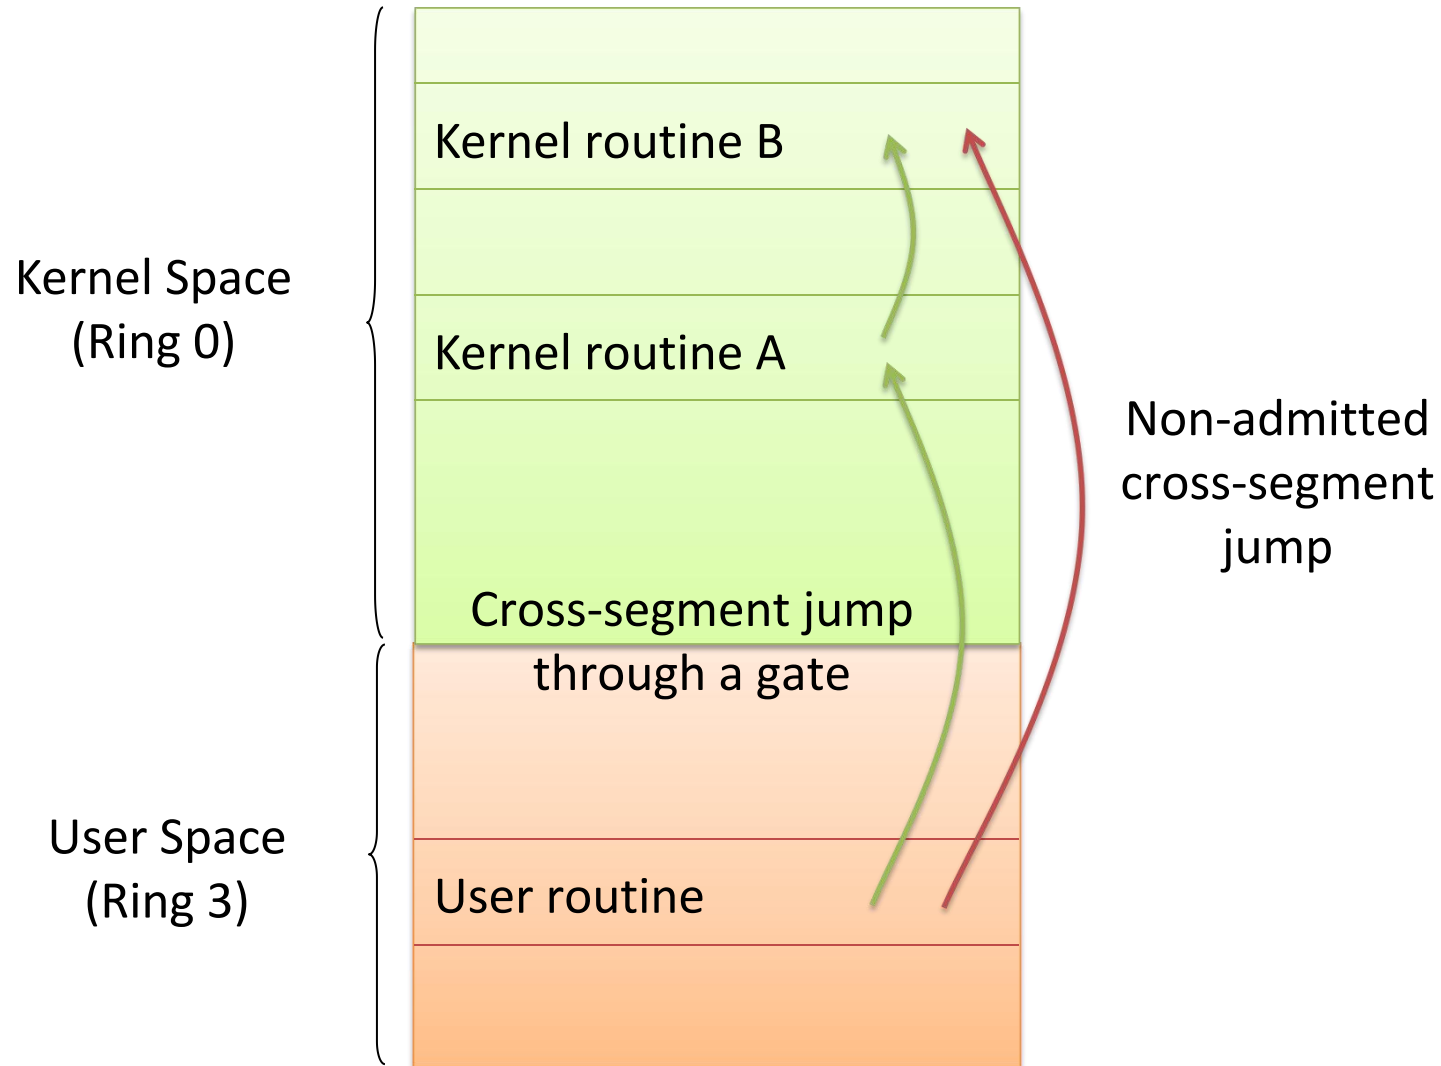 Kernel routine B
Kernel Space
(Ring 0)
Kernel routine A
Non-admitted
cross-segment
jump
Cross-segment jump
through a gate
User Space
(Ring 3)
User routine